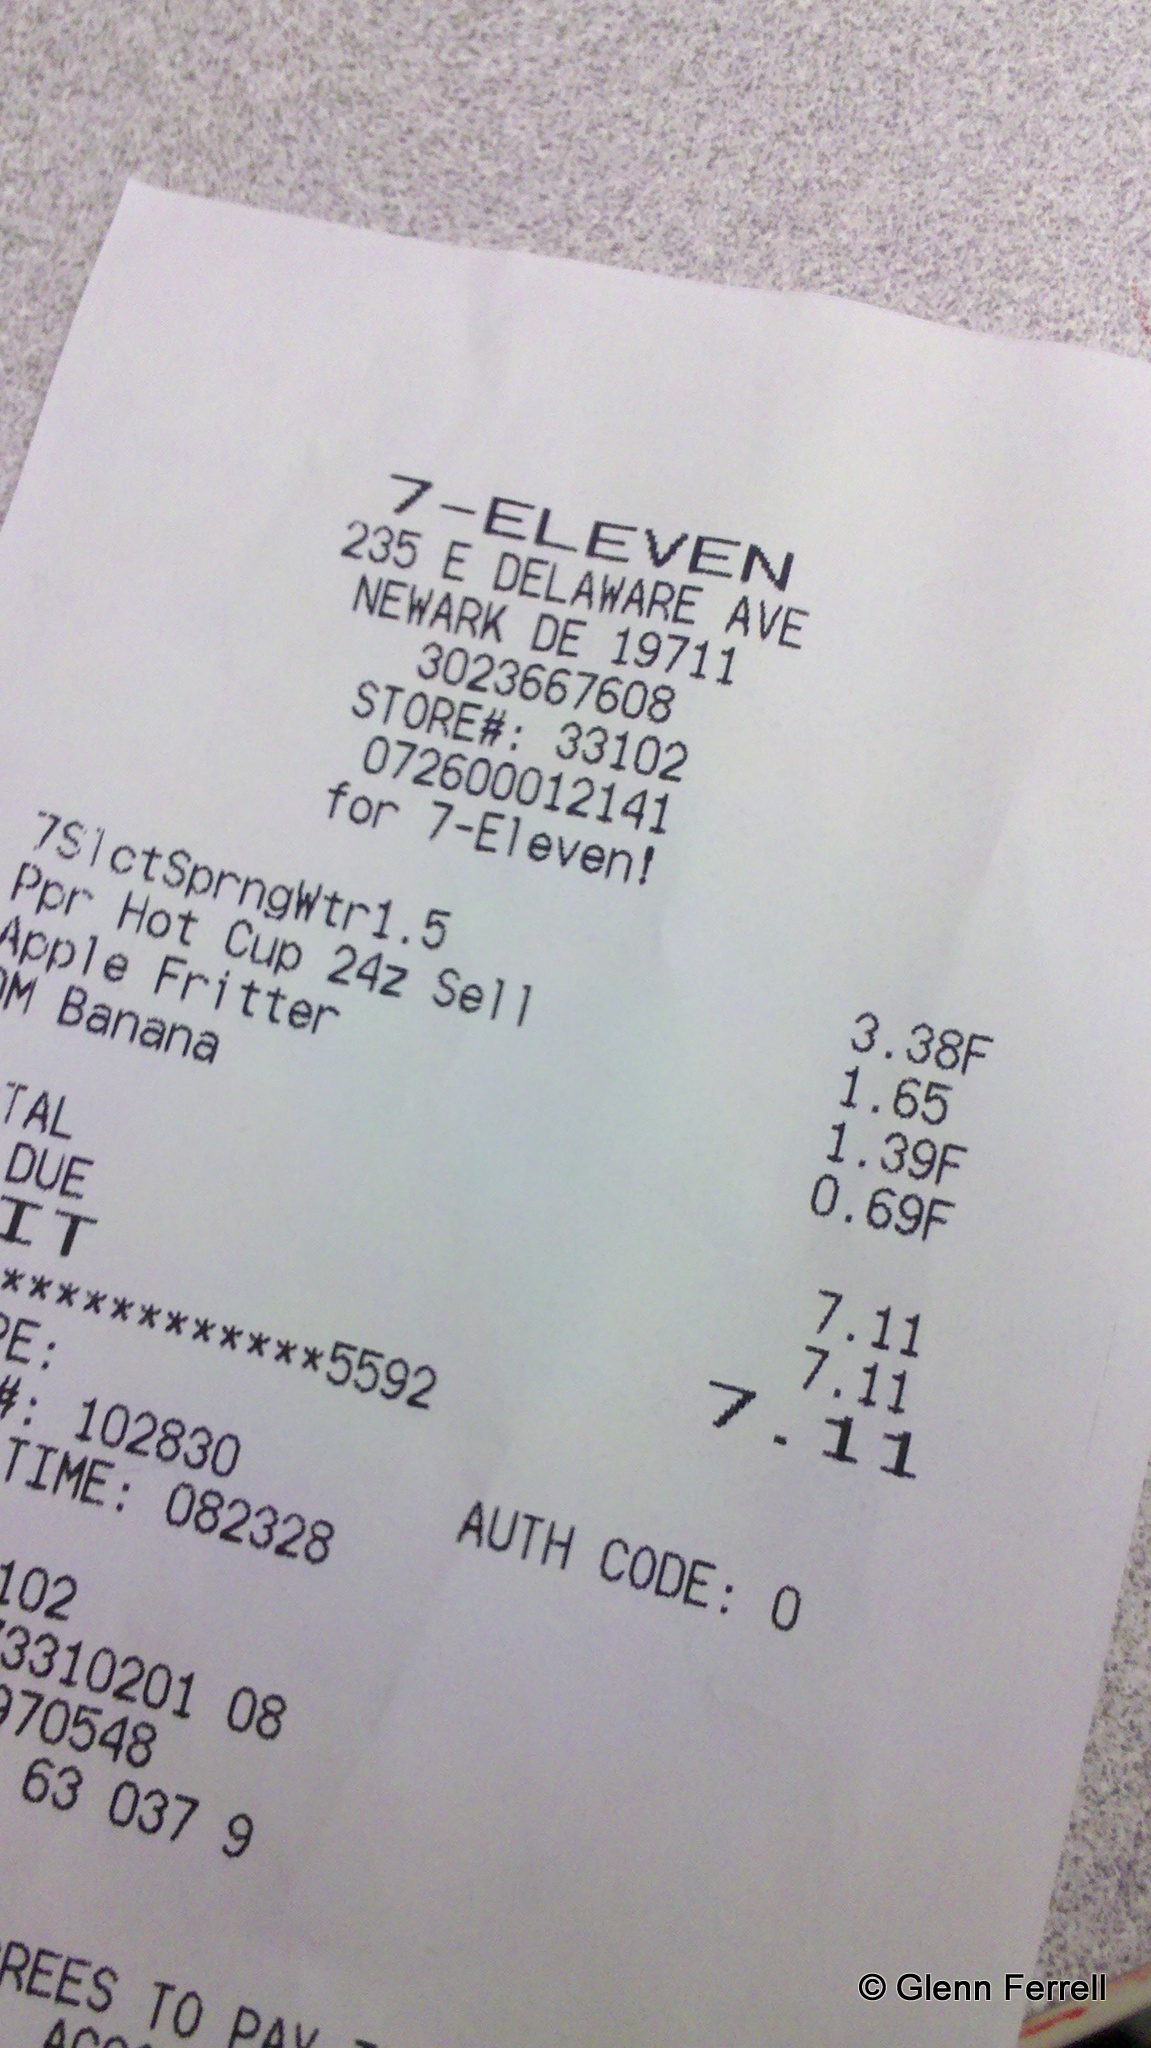 7-ELEVEN
235 E DELAWARE AVE
NEWARK DE 19711
3023667608
STORE#: 33102
072600012141
for 7-Eleven!
7SlctSprngWtr1.5 3.38F
Ppr Hot Cup 24z Sell 1.65
Apple Fritter 1.39F
Banana 0.69F
TAL 7.11
DUE 7.11
IT 7.11
************5592
PE:
#: 102830 AUTH CODE: 0
TIME: 082328
102
3310201 08
970548
63 037 9
REES TO PAY
© Glenn Ferrell